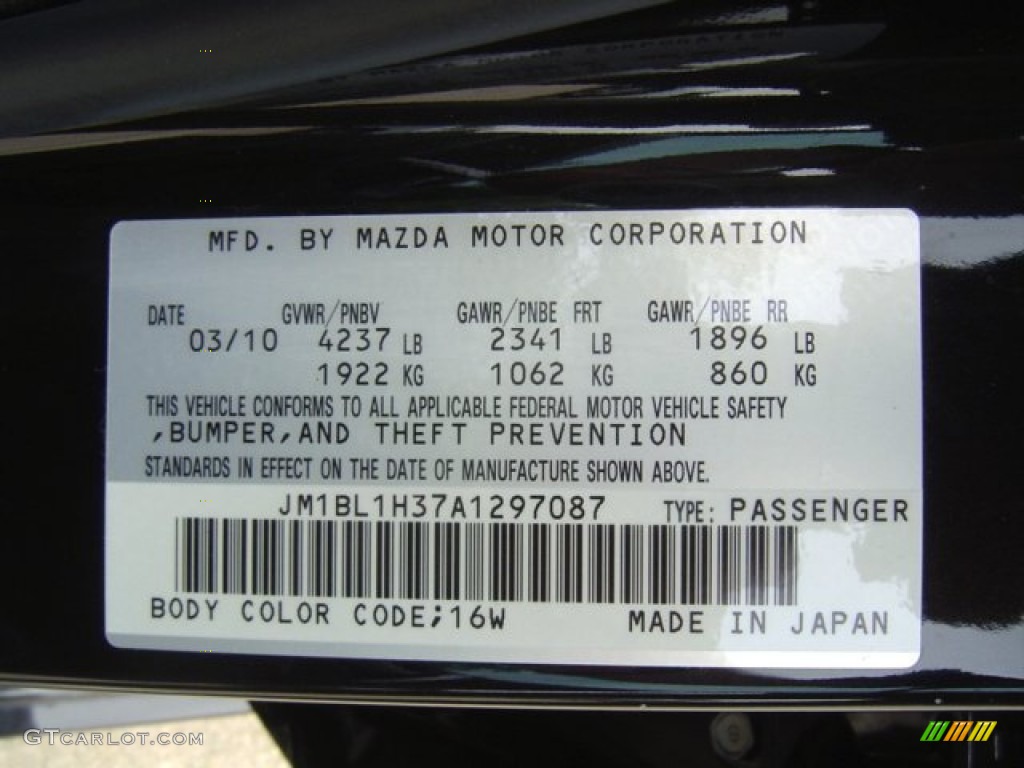 MFD. BY MAZDA MOTOR CORPORATION
DATE GVWR/PNBV GAWR/PNBE FRT GAWR/PNBE RR
03/10 4237 LB 2341 LB 1896 LB
1922 KG 1062 KG 860 KG
THIS VEHICLE CONFORMS TO ALL APPLICABLE FEDERAL MOTOR VEHICLE SAFETY
,BUMPER,AND THEFT PREVENTION
STANDARDS IN EFFECT ON THE DATE OF MANUFACTURE SHOWN ABOVE.
JM1BL1H37A1297087 TYPE: PASSENGER
BODY COLOR CODE;16W MADE IN JAPAN
GTCARLOT.COM